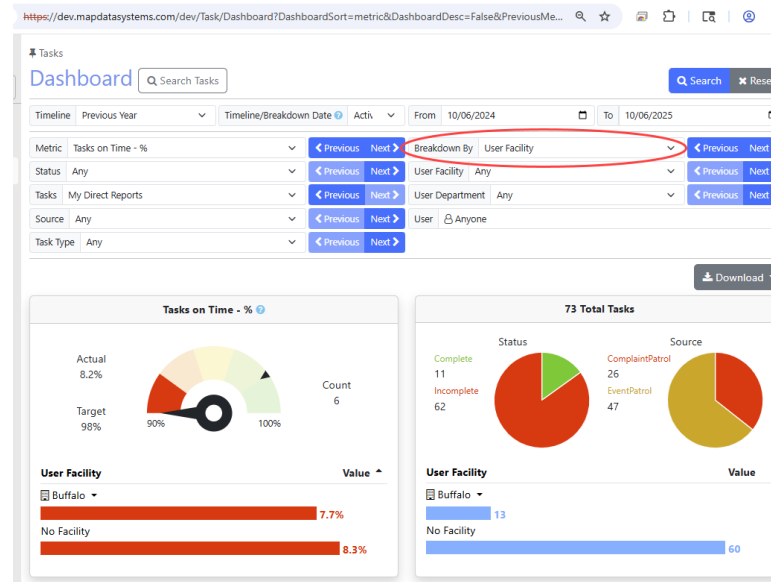 https://dev.mapdatasystems.com/dev/Task/Dashboard?DashboardSort=metric&DashboardDesc=False&PreviousMe...
Tasks
Dashboard Search Tasks Search Rese
Timeline Previous Year Timeline/Breakdown Date Activ From 10/06/2024 To 10/06/2025
Metric Tasks on Time - % Previous Next Breakdown By User Facility Previous Next
Status Any Previous Next User Facility Any Previous Next
Tasks My Direct Reports Previous Next User Department Any Previous Next
Source Any Previous Next User Anyone
Task Type Any Previous Next
Download
Tasks on Time - %
Actual
8.2%
Target
98%
90%
100%
Count
6
User Facility Value
Buffalo
7.7%
No Facility
8.3%
73 Total Tasks
Status
Complete
11
Incomplete
62
Source
ComplaintPatrol
26
EventPatrol
47
User Facility Value
Buffalo
13
No Facility
60